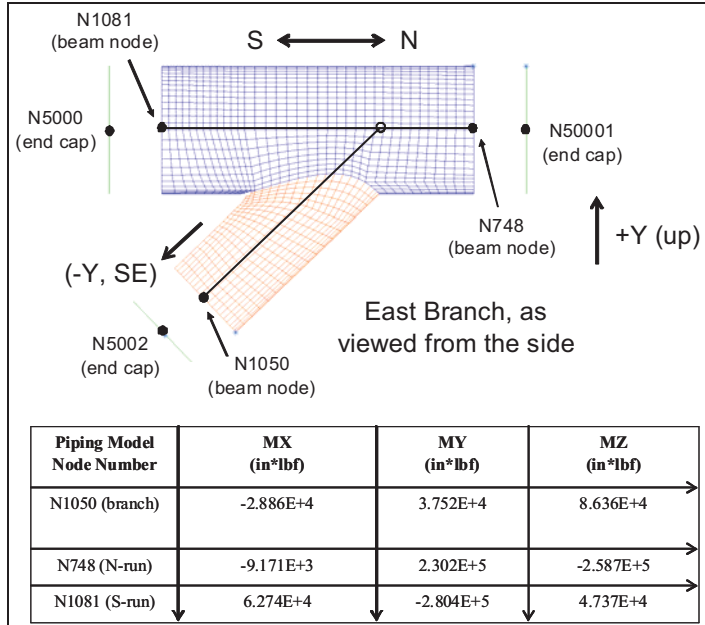 N1081
(beam node)
S
N
N5000
(end cap)
N50001
(end cap)
N748
(beam node)
+Y (up)
(-Y, SE)
East Branch, as
viewed from the side
N5002
(end cap)
N1050
(beam node)
Piping Model
Node Number
MX
(in*lbf)
MY
(in*lbf)
MZ
(in*lbf)
N1050 (branch) -2.886E+4 3.752E+4 8.636E+4
N748 (N-run) -9.171E+3 2.302E+5 -2.587E+5
N1081 (S-run) 6.274E+4 -2.804E+5 4.737E+4